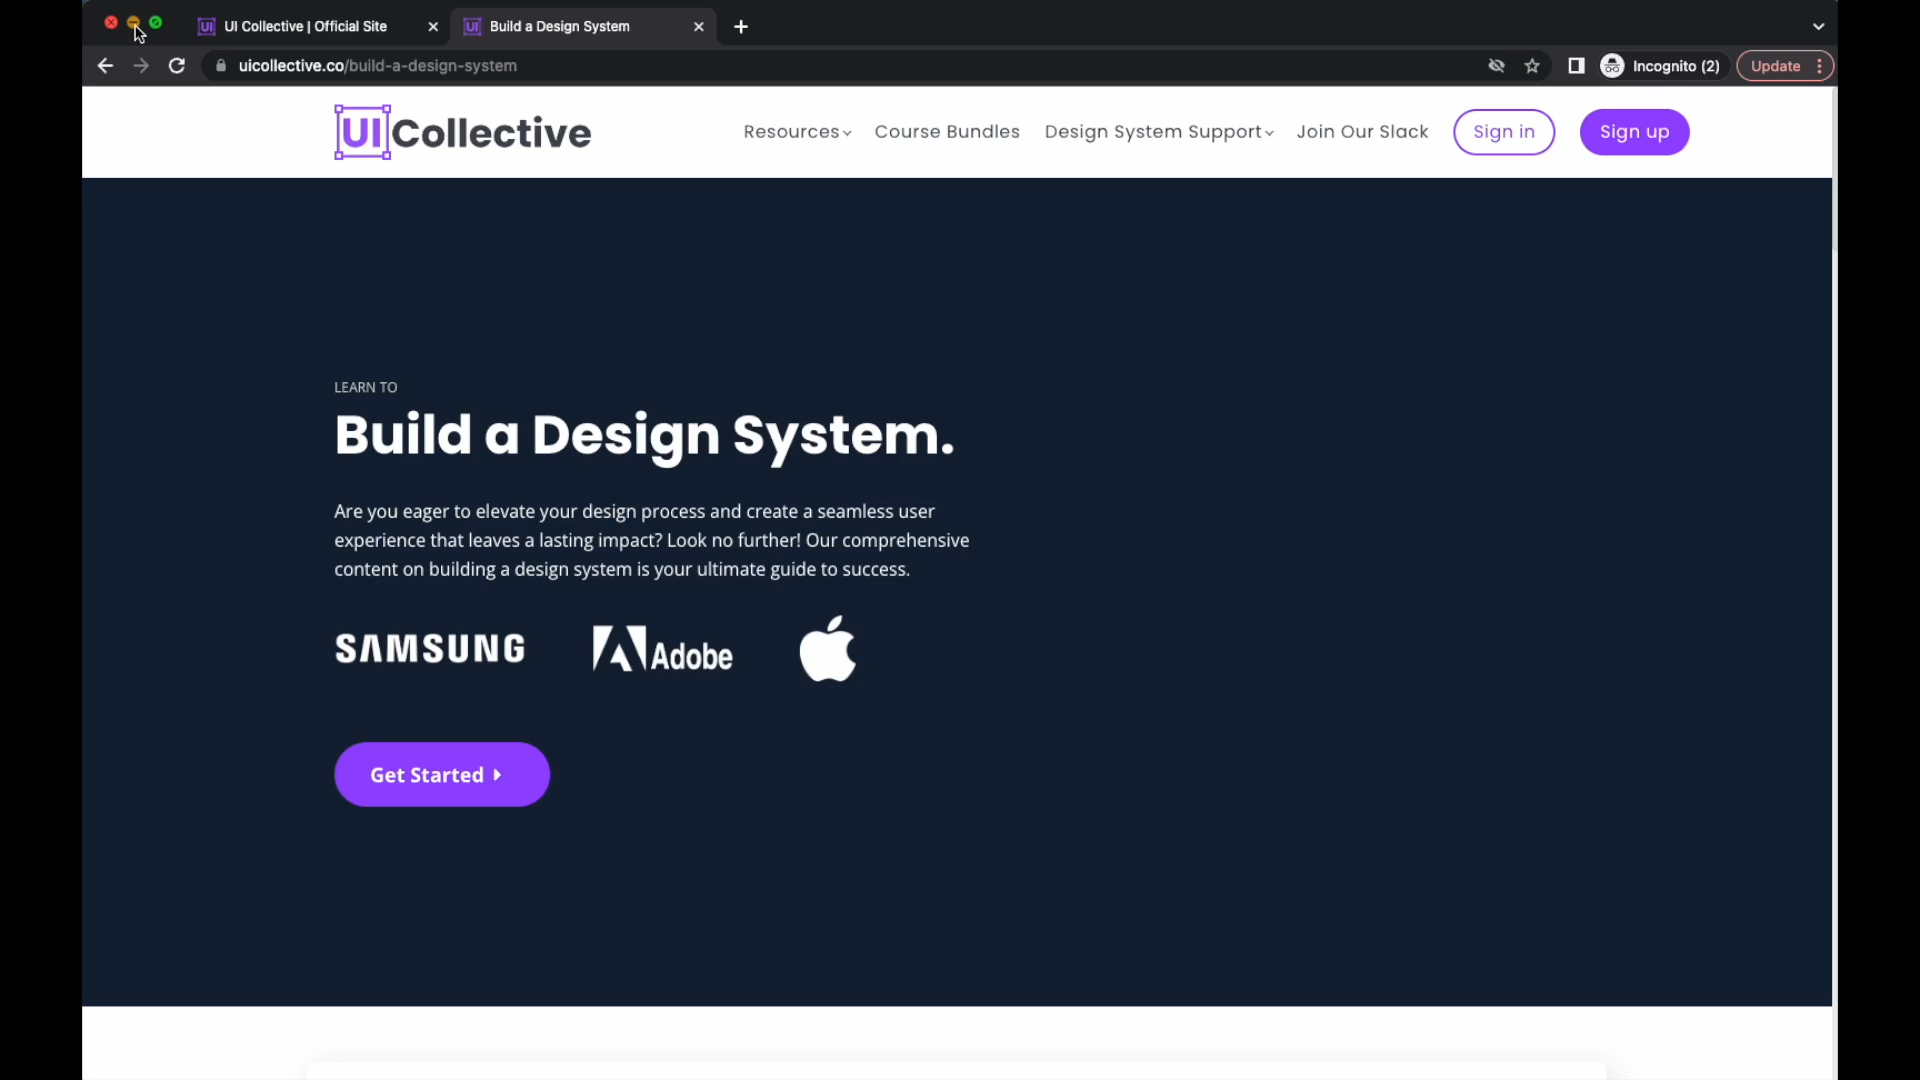 UI Collective | Official Site
Build a Design System
uicollective.co/build-a-design-system
Incognito (2)
Update
UI Collective
Resources
Course Bundles
Design System Support
Join Our Slack
Sign in
Sign up
LEARN TO
Build a Design System.
Are you eager to elevate your design process and create a seamless user
experience that leaves a lasting impact? Look no further! Our comprehensive
content on building a design system is your ultimate guide to success.
SAMSUNG
Adobe
Get Started